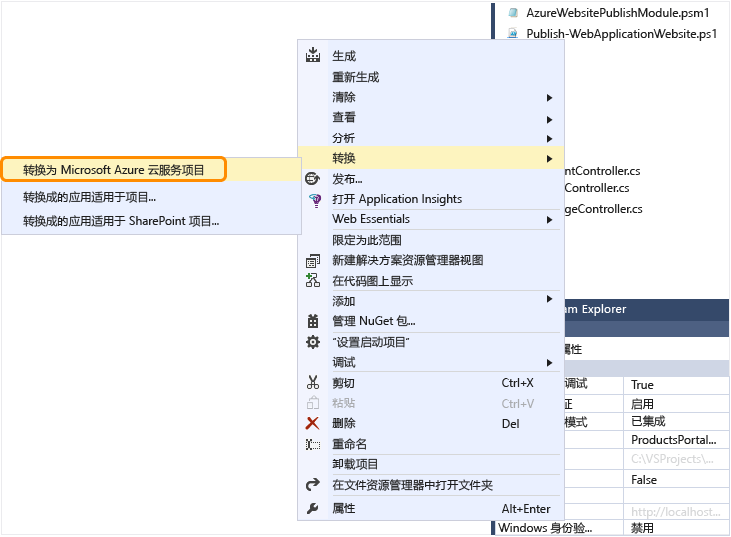 AzureWebsitePublishModule.psm1
Publish-WebApplicationWebsite.ps1
生成
重新生成
清除
查看
分析
转换
转换为 Microsoft Azure 云服务项目
转换成的应用适用于项目...
转换成的应用适用于 SharePoint 项目...
发布...
打开 Application Insights
Web Essentials
限定为此范围
新建解决方案资源管理器视图
在代码图上显示
添加
管理 NuGet 包...
“设置启动项目”
调试
剪切 Ctrl+X
粘贴 Ctrl+V
删除 Del
重命名
卸载项目
在文件资源管理器中打开文件夹
属性 Alt+Enter
ntController.cs
Controller.cs
geController.cs
m Explorer
属性
调试 True
证 启用
模式 已集成
ProductsPortal...
C:\VSProjects\...
False
http://localhost...
Windows 身份验... 禁用